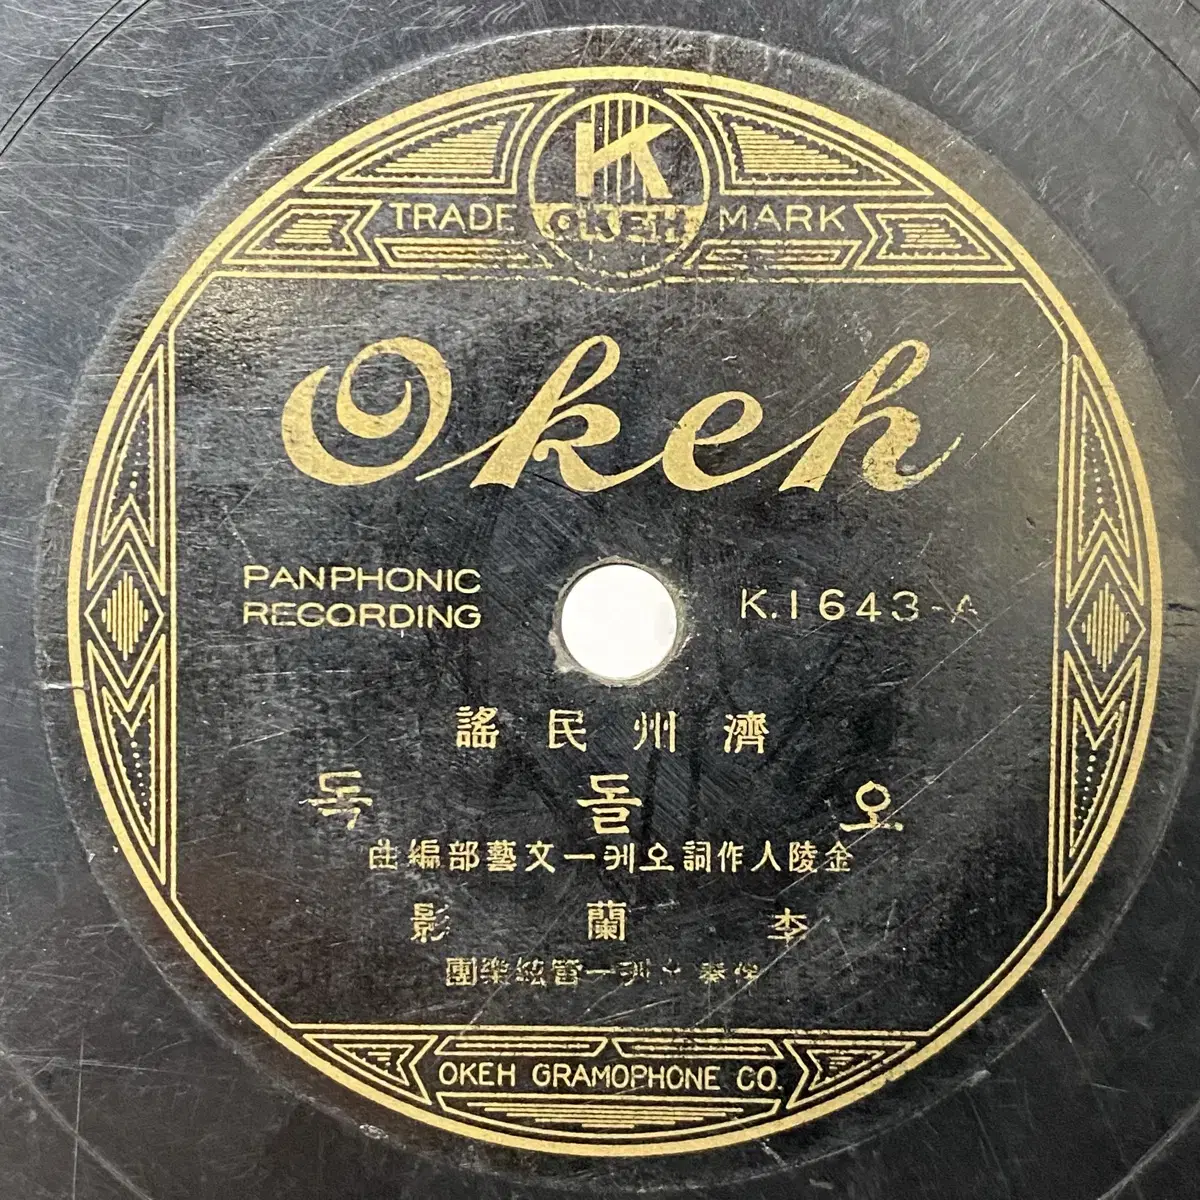 K
OKEH
TRADE MARK
Okeh
PANPHONIC
RECORDING
K.1643-A
濟州民謠
오돌독
金陵人作詞오케ー文藝部編曲
李蘭影
伴奏오케ー管絃樂團
OKEH GRAMOPHONE CO.